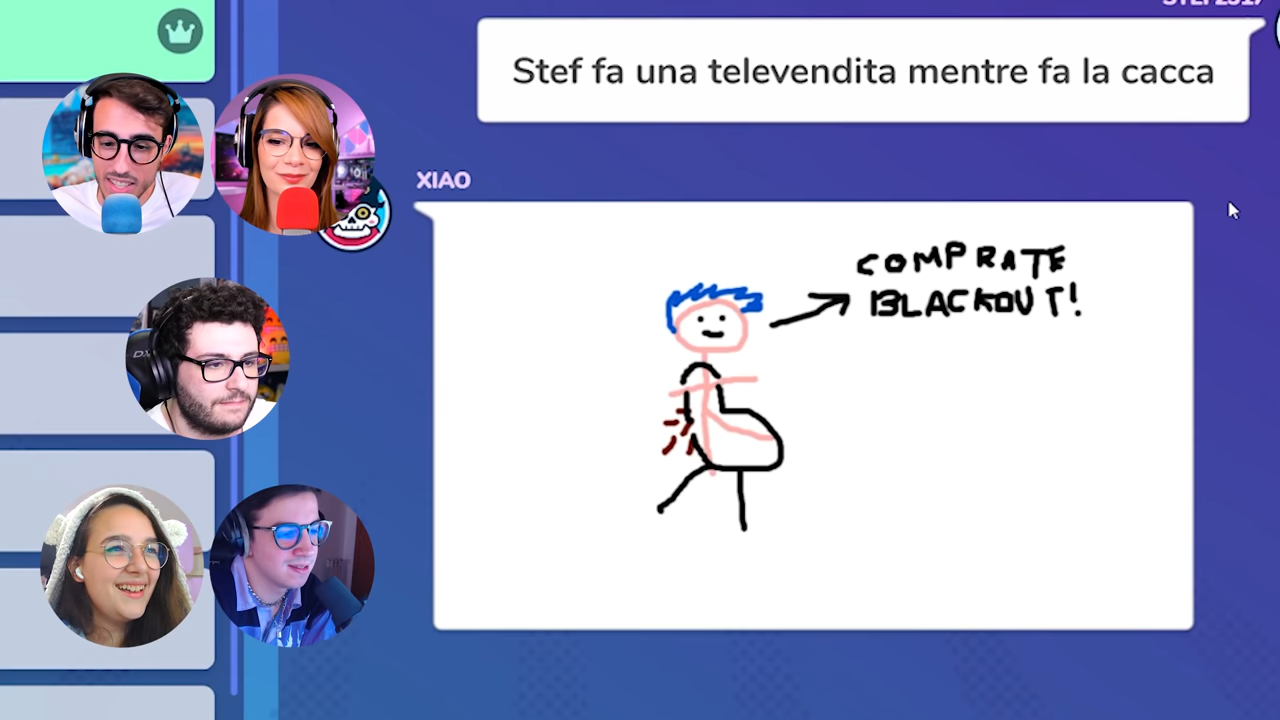 Stef fa una televendita mentre fa la cacca
XIAO
COMPRATE
BLACKOUT!